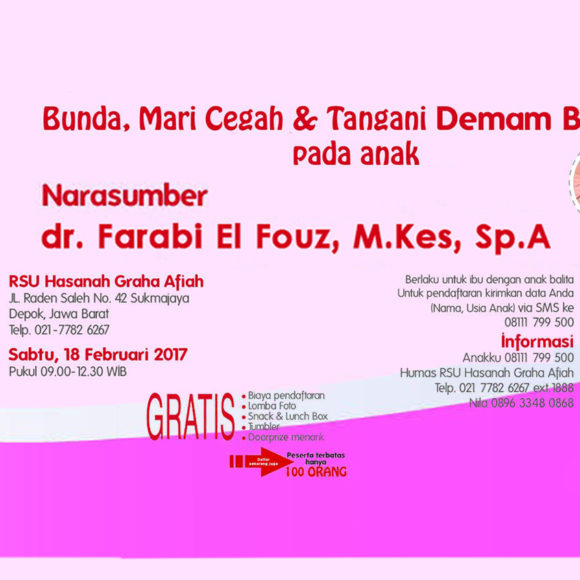 Bunda, Mari Cegah & Tangani Demam B
pada anak
Narasumber
dr. Farabi El Fouz, M.Kes, Sp.A
RSU Hasanah Graha Afiah
JL. Raden Saleh No. 42 Sukmajaya
Depok, Jawa Barat
Telp. 021-7782 6267
Sabtu, 18 Februari 2017
Pukul 09.00-12.30 WIB
Berlaku untuk ibu dengan anak balita
Untuk pendaftaran kirimkan data Anda
(Nama, Usia Anak) via SMS ke
08111 799 500
İnformasi
Anakku 08111 799 500
Humas RSU Hasanah Graha Afiah
Telp. 021 7782 6267 ext.1888
Nila 0896 3348 0868
GRATIS
• Biaya pendaftaran
• Lomba Foto
• Snack & Lunch Box
• Tumbler
• Doorprize menarik
Daftar
sekarang juga
Peserta terbatas
hanya
100 ORANG